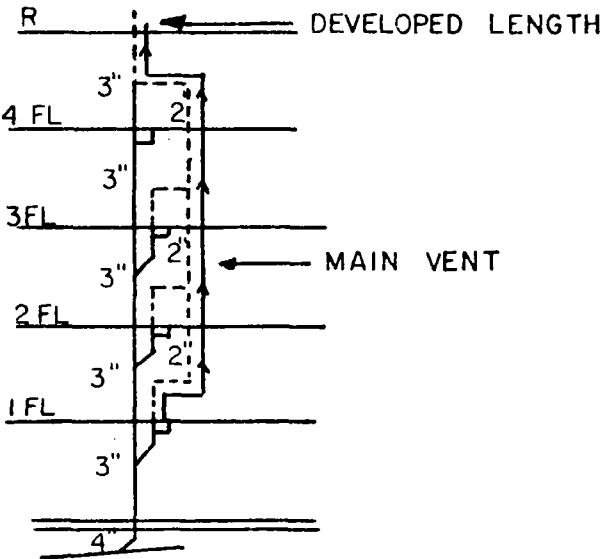 R
DEVELOPED LENGTH
3"
4 FL
2
3"
3FL
2"
3"
MAIN VENT
2 FL
2"
3"
1 FL
3"
4"